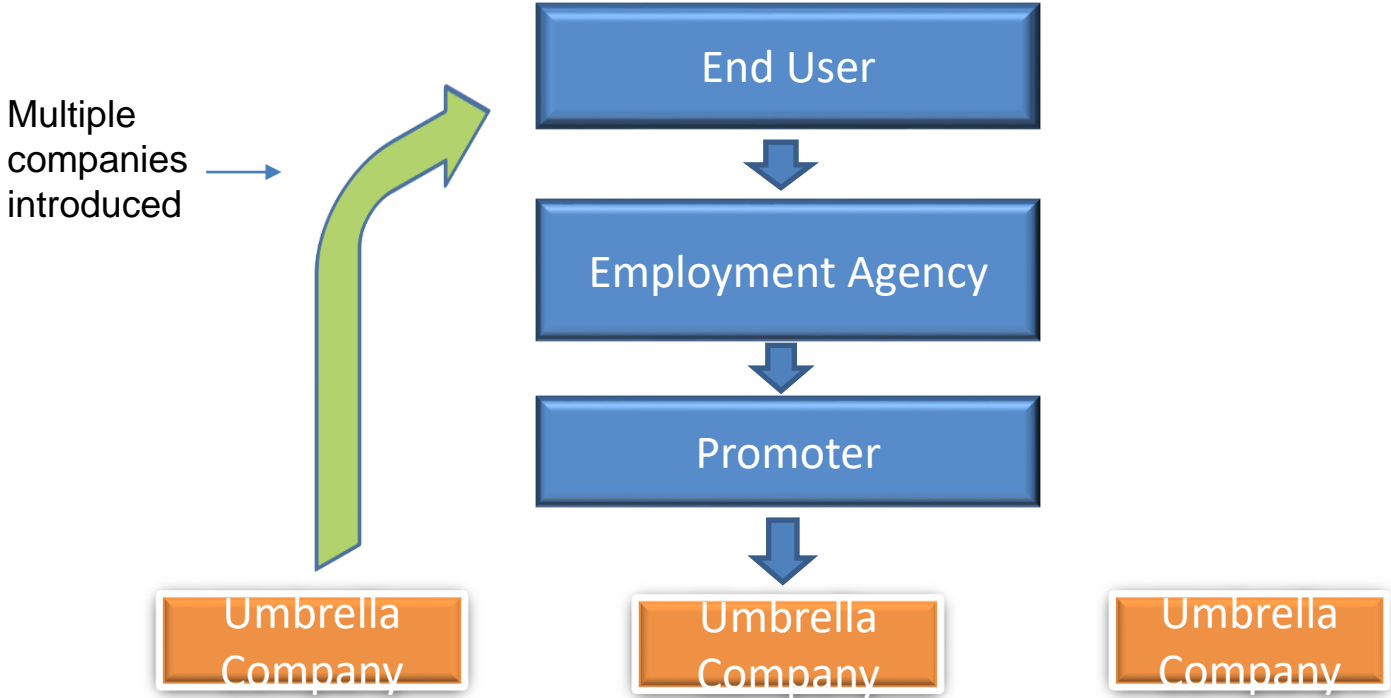 End User
Multiple
companies
introduced
Employment Agency
Promoter
Umbrella
Company
Umbrella
Company
Umbrella
Company